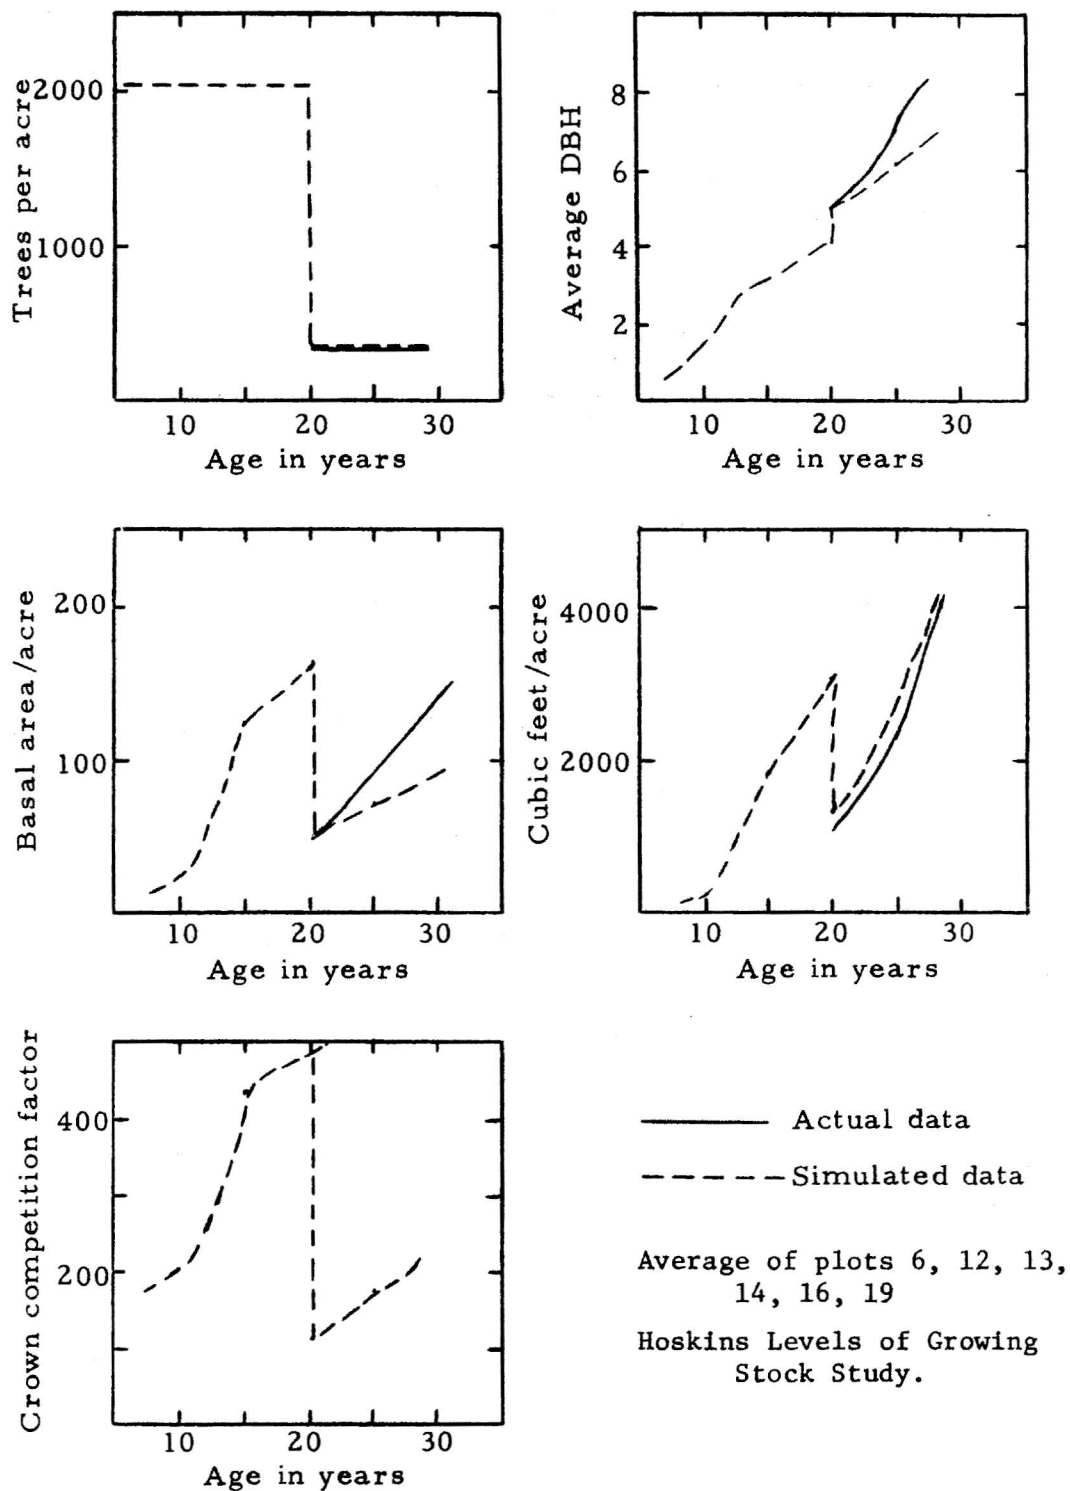 Trees per acre
2000
1000
10 20 30
Age in years
Average DBH
8
6
4
2
10 20 30
Age in years
Basal area/acre
200
100
10 20 30
Age in years
Cubic feet/acre
4000
2000
10 20 30
Age in years
Crown competition factor
400
200
10 20 30
Age in years
Actual data
Simulated data
Average of plots 6, 12, 13,
14, 16, 19
Hoskins Levels of Growing
Stock Study.